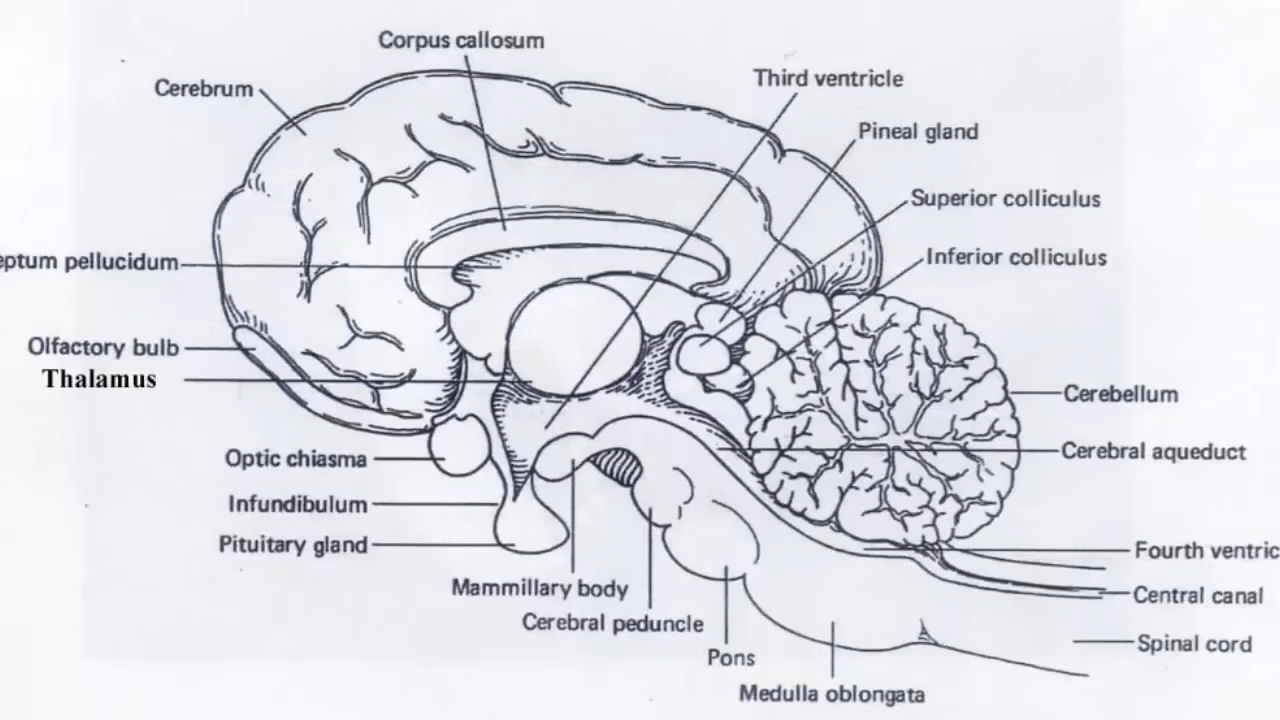 Corpus callosum
Cerebrum
Third ventricle
Pineal gland
Superior colliculus
Inferior colliculus
eptum pellucidum
Olfactory bulb
Thalamus
Cerebellum
Cerebral aqueduct
Optic chiasma
Infundibulum
Pituitary gland
Fourth ventric
Mammillary body
Central canal
Cerebral peduncle
Spinal cord
Pons
Medulla oblongata